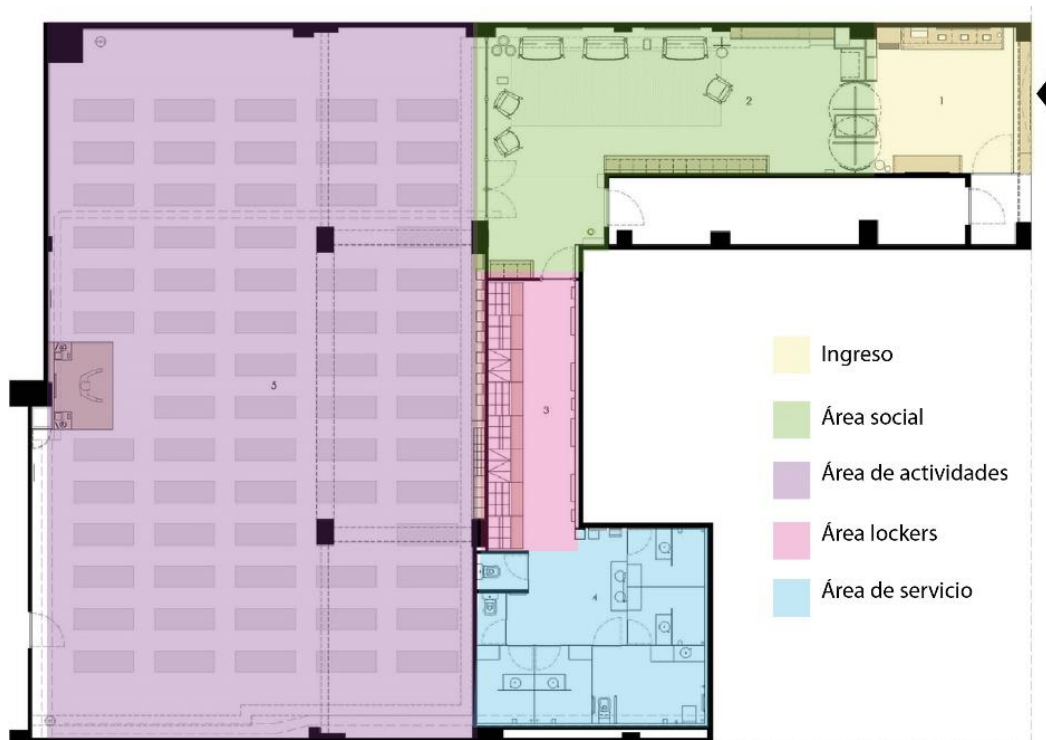 1
2
3
4
5
Ingreso
Área social
Área de actividades
Área lockers
Área de servicio